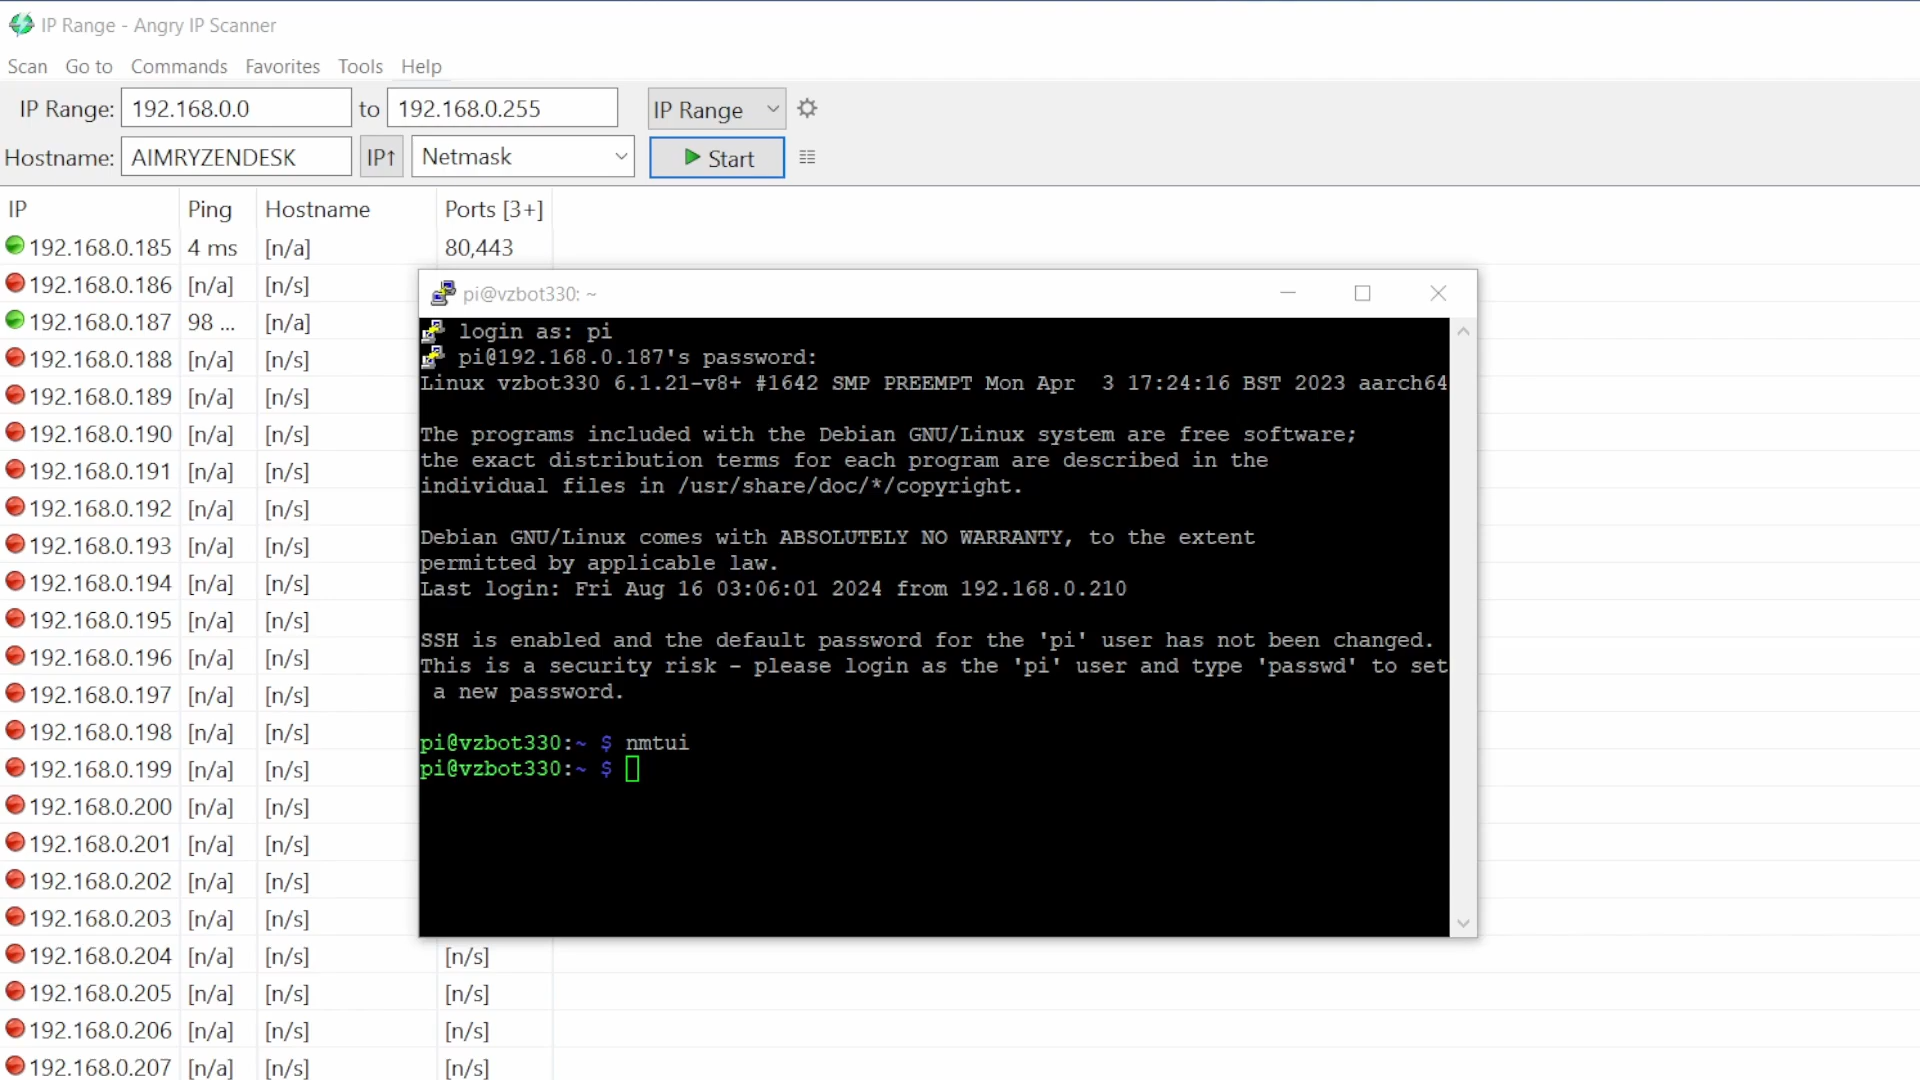 IP Range - Angry IP Scanner
Scan Go to Commands Favorites Tools Help
IP Range: 192.168.0.0 to 192.168.0.255 IP Range
Hostname: AIMRYZENDESK IP↑ Netmask Start
IP Ping Hostname Ports [3+]
192.168.0.185 4 ms [n/a] 80,443
192.168.0.186 [n/a] [n/s]
192.168.0.187 98 ... [n/a]
192.168.0.188 [n/a] [n/s]
192.168.0.189 [n/a] [n/s]
192.168.0.190 [n/a] [n/s]
192.168.0.191 [n/a] [n/s]
192.168.0.192 [n/a] [n/s]
192.168.0.193 [n/a] [n/s]
192.168.0.194 [n/a] [n/s]
192.168.0.195 [n/a] [n/s]
192.168.0.196 [n/a] [n/s]
192.168.0.197 [n/a] [n/s]
192.168.0.198 [n/a] [n/s]
192.168.0.199 [n/a] [n/s]
192.168.0.200 [n/a] [n/s]
192.168.0.201 [n/a] [n/s]
192.168.0.202 [n/a] [n/s]
192.168.0.203 [n/a] [n/s]
192.168.0.204 [n/a] [n/s] [n/s]
192.168.0.205 [n/a] [n/s] [n/s]
192.168.0.206 [n/a] [n/s] [n/s]
192.168.0.207 [n/a] [n/s] [n/s]
pi@vzbot330: ~
login as: pi
pi@192.168.0.187's password:
Linux vzbot330 6.1.21-v8+ #1642 SMP PREEMPT Mon Apr  3 17:24:16 BST 2023 aarch64
The programs included with the Debian GNU/Linux system are free software;
the exact distribution terms for each program are described in the
individual files in /usr/share/doc/*/copyright.
Debian GNU/Linux comes with ABSOLUTELY NO WARRANTY, to the extent
permitted by applicable law.
Last login: Fri Aug 16 03:06:01 2024 from 192.168.0.210
SSH is enabled and the default password for the 'pi' user has not been changed.
This is a security risk - please login as the 'pi' user and type 'passwd' to set
a new password.
pi@vzbot330:~ $ nmtui
pi@vzbot330:~ $